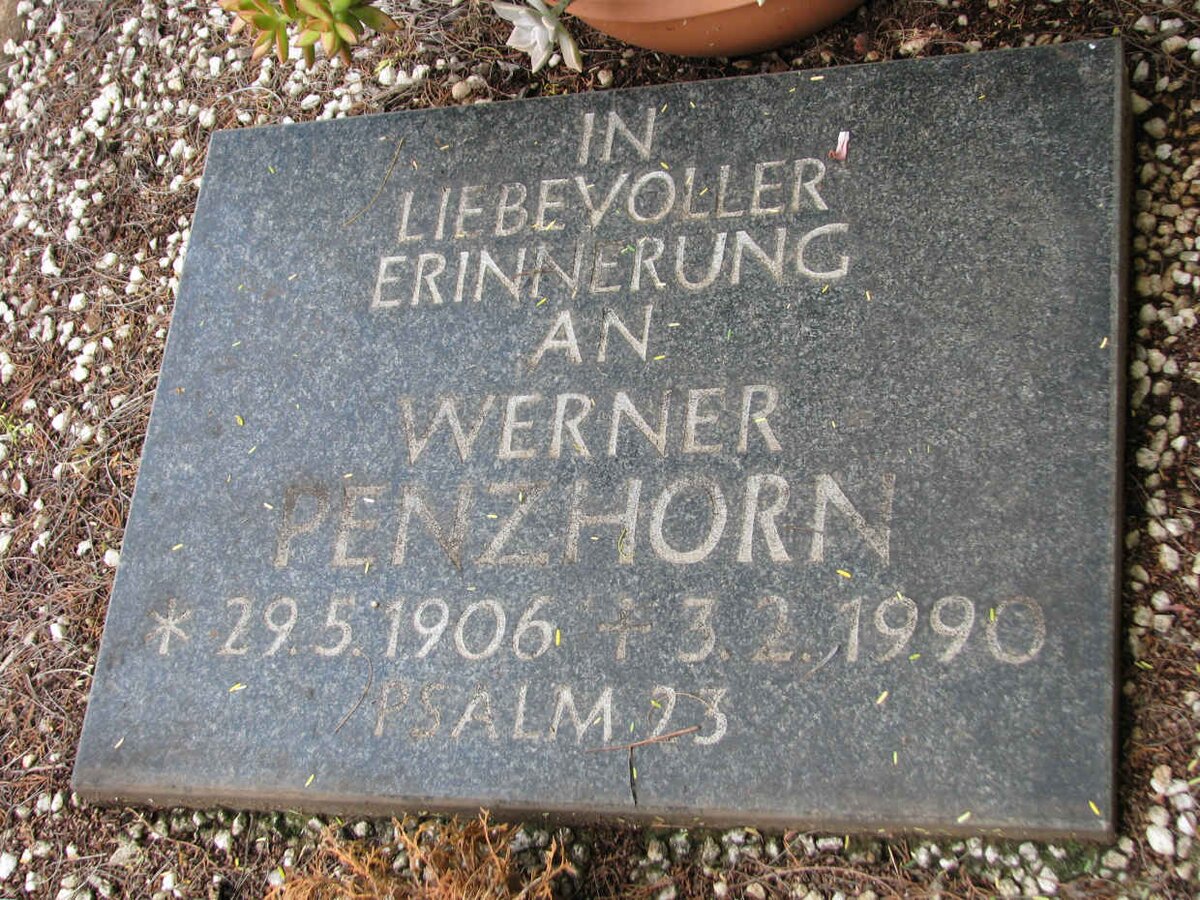 IN
LIEBEVOLLER
ERINNERUNG
AN
WERNER
PENZHORN
* 29.5.1906 + 3.2.1990
PSALM 23